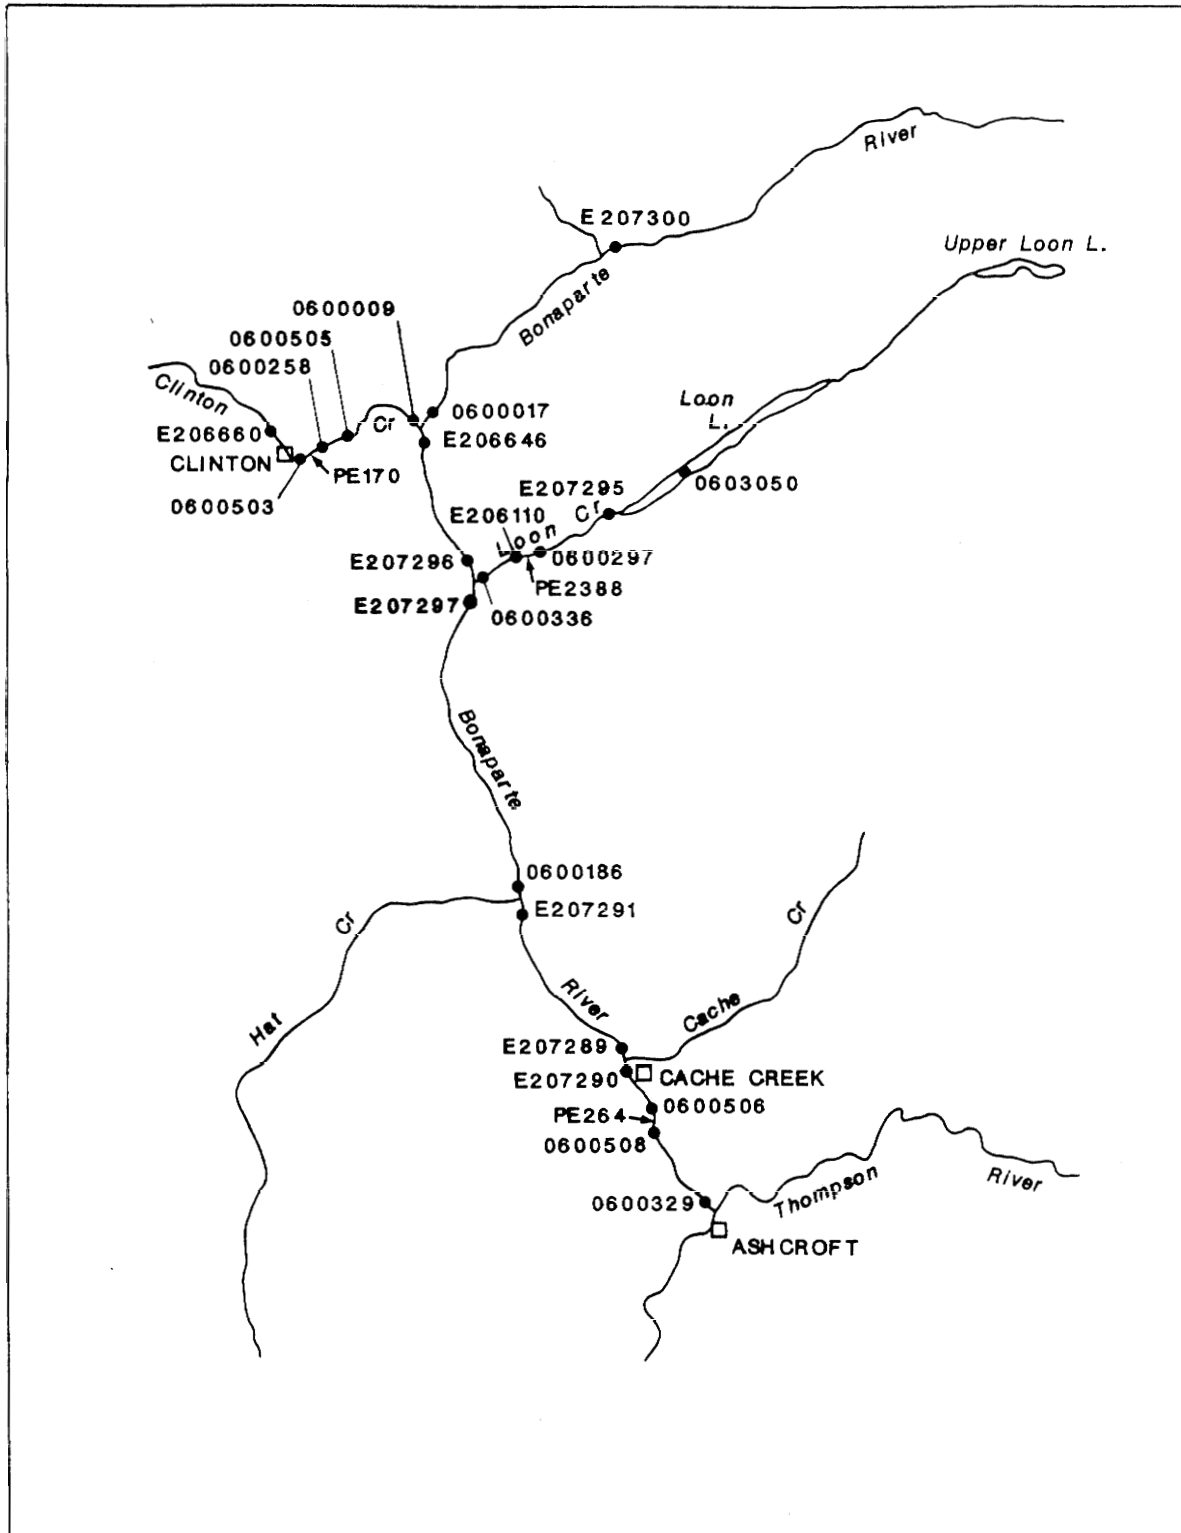 River
E207300
Upper Loon L.
Bonaparte
0600009
0600505
0600258
Clinton
Cr
0600017
Loon
L.
E206660
E206646
CLINTON
PE170
0603050
0600503
E207295
E206110
Loon Cr
E207296
0600297
PE2388
E207297
0600336
Bonaparte
0600186
E207291
Cr
Cr
River
Hat
Cache
E207289
E207290
CACHE CREEK
0600506
PE264
0600508
Thompson
River
0600329
ASHCROFT